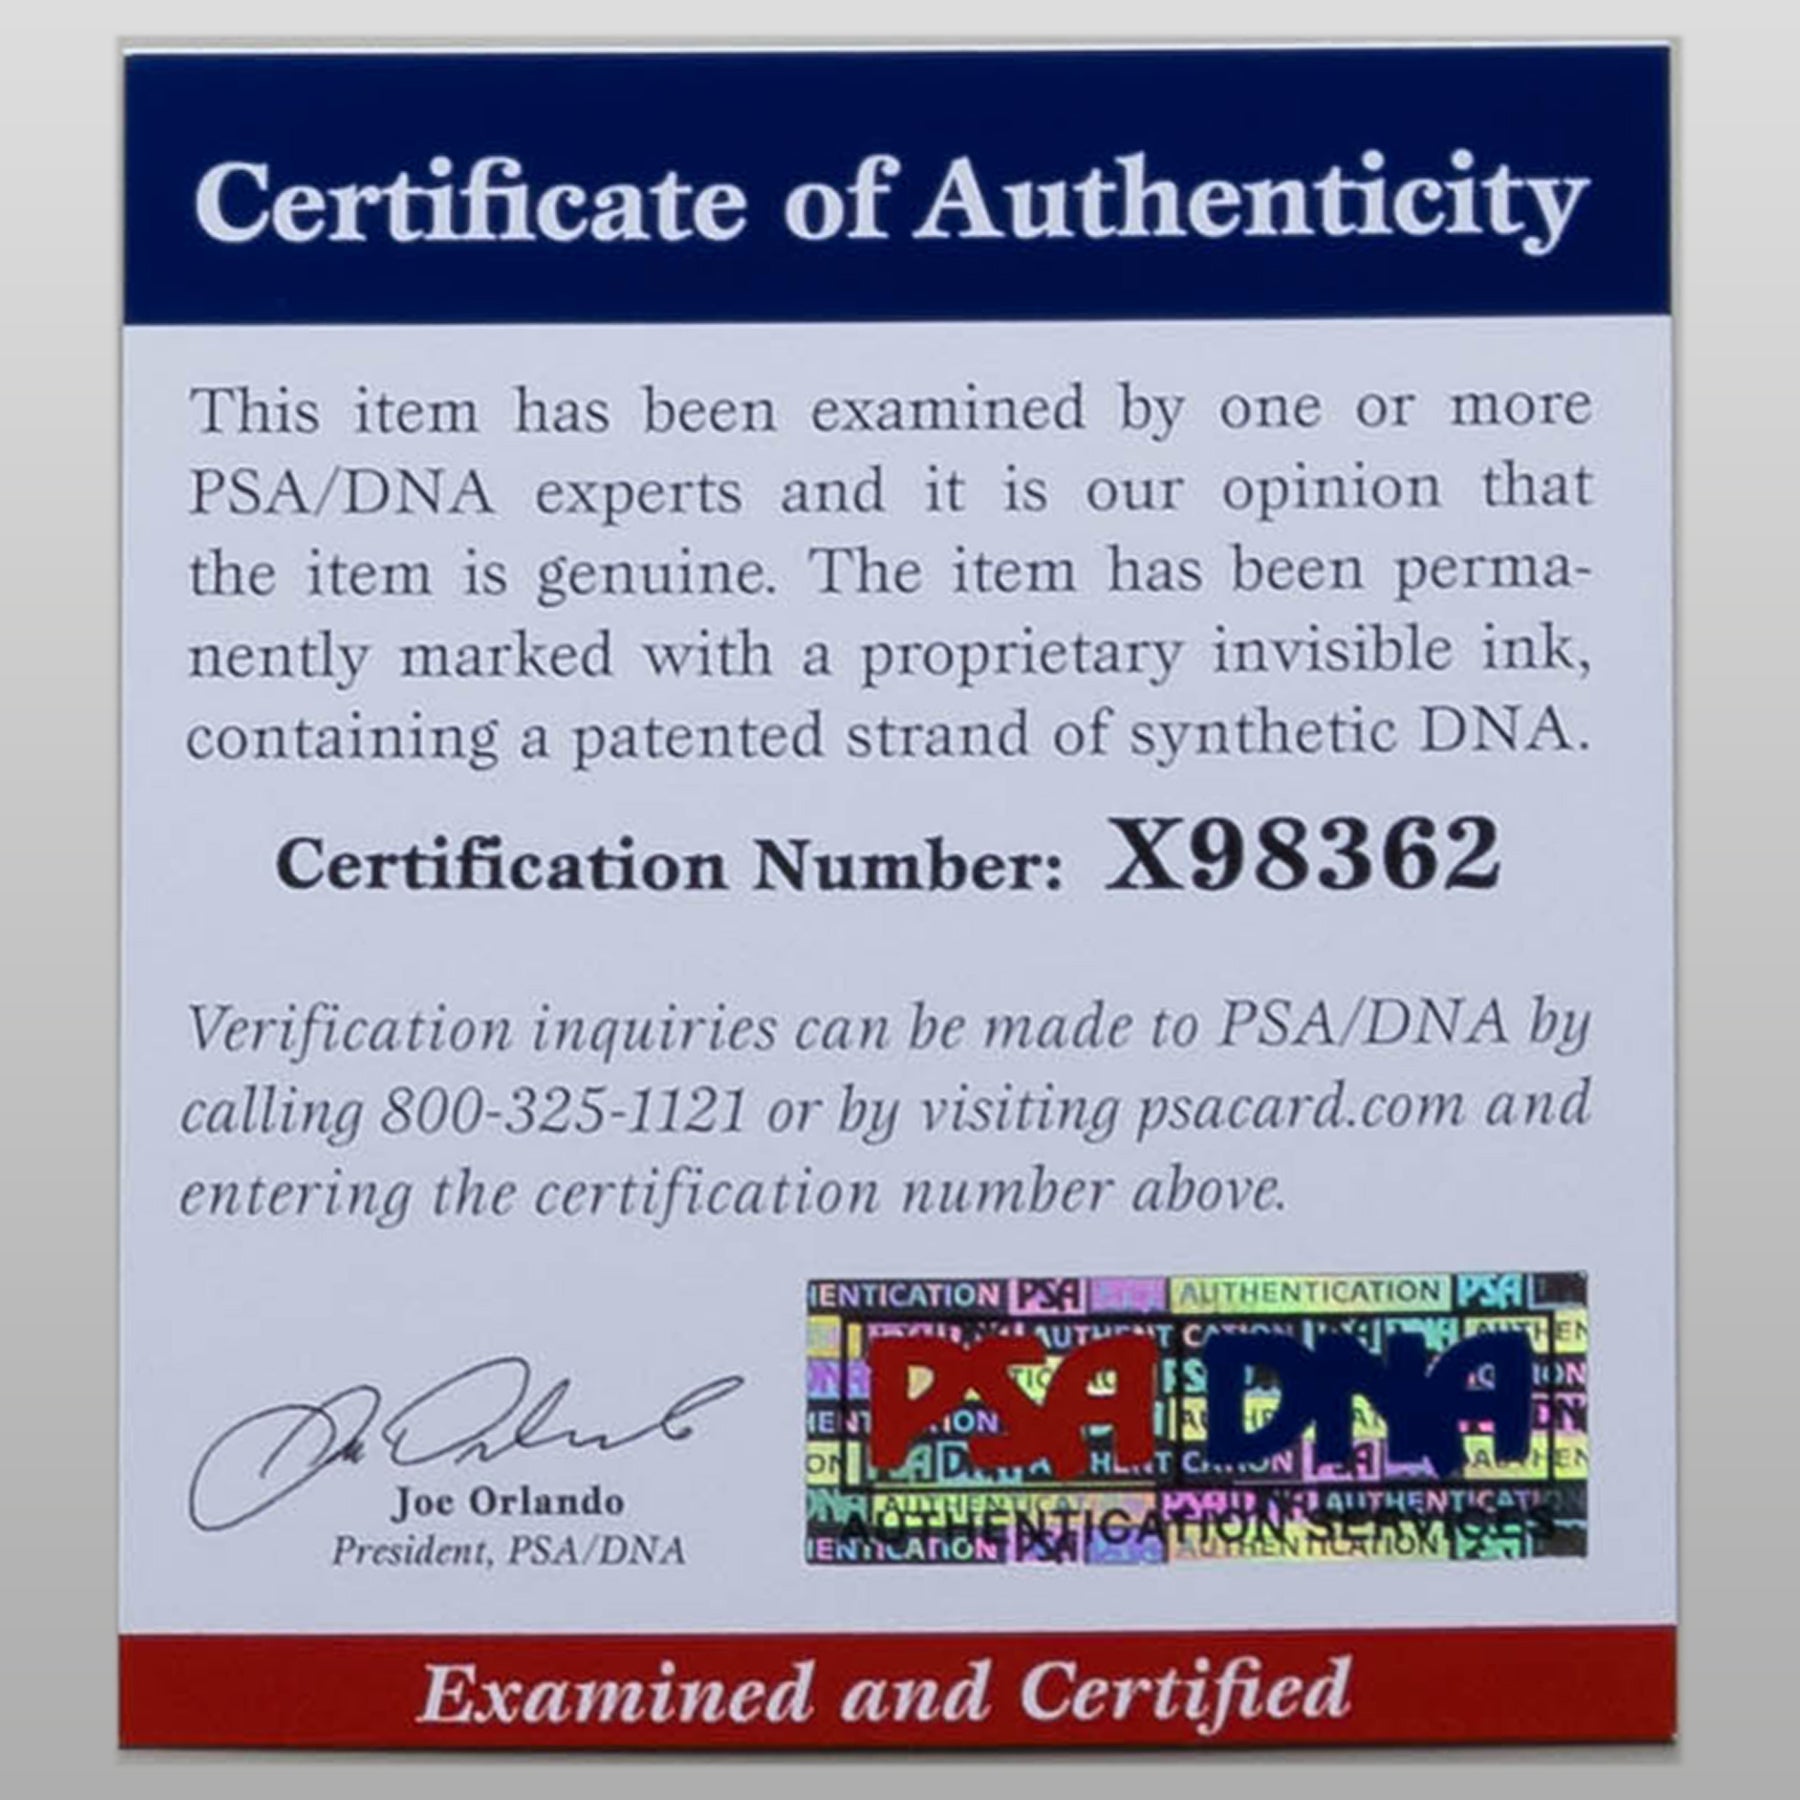 Certificate of Authenticity
This item has been examined by one or more
PSA/DNA experts and it is our opinion that
the item is genuine. The item has been perma-
nently marked with a proprietary invisible ink,
containing a patented strand of synthetic DNA.
Certification Number: X98362
Verification inquiries can be made to PSA/DNA by
calling 800-325-1121 or by visiting psacard.com and
entering the certification number above.
Joe Orlando
President, PSA/DNA
PSA DNA
AUTHENTICATION SERVICES
Examined and Certified